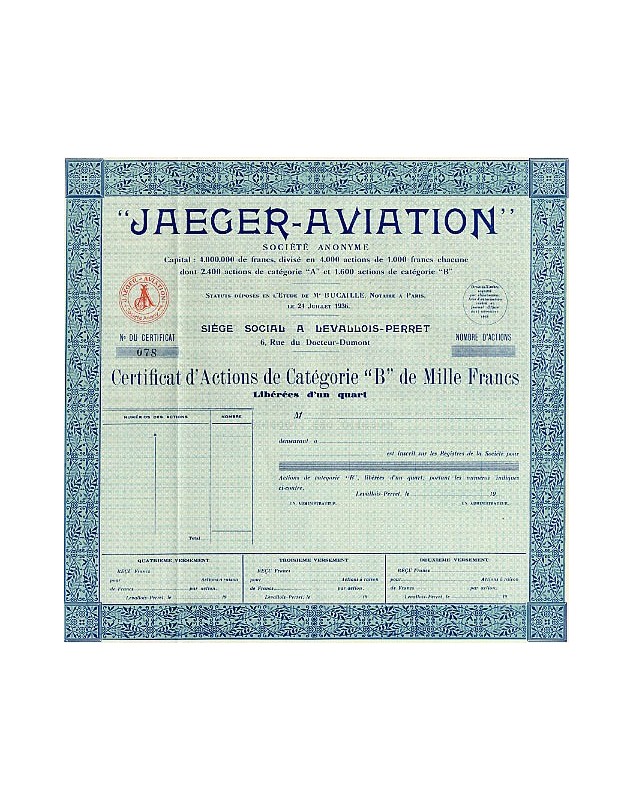 "JAEGER-AVIATION"
SOCIÉTÉ ANONYME
Capital : 4.000.000 de francs, divisé en 4.000 actions de 1.000 francs chacune
dont 2.400 actions de catégorie "A" et 1.600 actions de catégorie "B"
JAEGER - AVIATION
Statuts déposés en l'Étude de Me BUCAILLE, Notaire à Paris,
le 21 Juillet 1936.
SIÈGE SOCIAL A LEVALLOIS-PERRET
6, Rue du Docteur-Dumont
No DU CERTIFICAT
078
NOMBRE D'ACTIONS
Certificat d'Actions de Catégorie "B" de Mille Francs
Libérées d'un quart
NUMÉROS DES ACTIONS
NOMBRE
Total
M
demeurant à
est inscrit sur les Registres de la Société pour
Actions de catégorie "B", libérées d'un quart, portant les numéros indiqués
ci-contre.
Levallois-Perret, le 19
UN ADMINISTRATEUR.
UN ADMINISTRATEUR.
QUATRIÈME VERSEMENT
REÇU Francs
pour Actions à raison
de Francs par action.
Levallois-Perret, le 19
TROISIÈME VERSEMENT
REÇU Francs
pour Actions à raison
de Francs par action.
Levallois-Perret, le 19
DEUXIÈME VERSEMENT
REÇU Francs
pour Actions à raison
de Francs par action.
Levallois-Perret, le 19